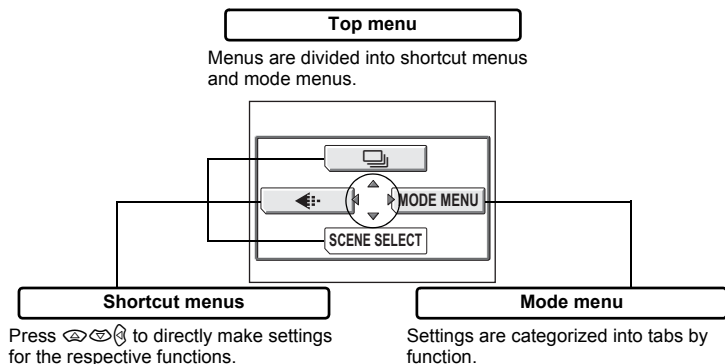 Top menu
Menus are divided into shortcut menus
and mode menus.
MODE MENU
SCENE SELECT
Shortcut menus
Press to directly make settings
for the respective functions.
Mode menu
Settings are categorized into tabs by
function.